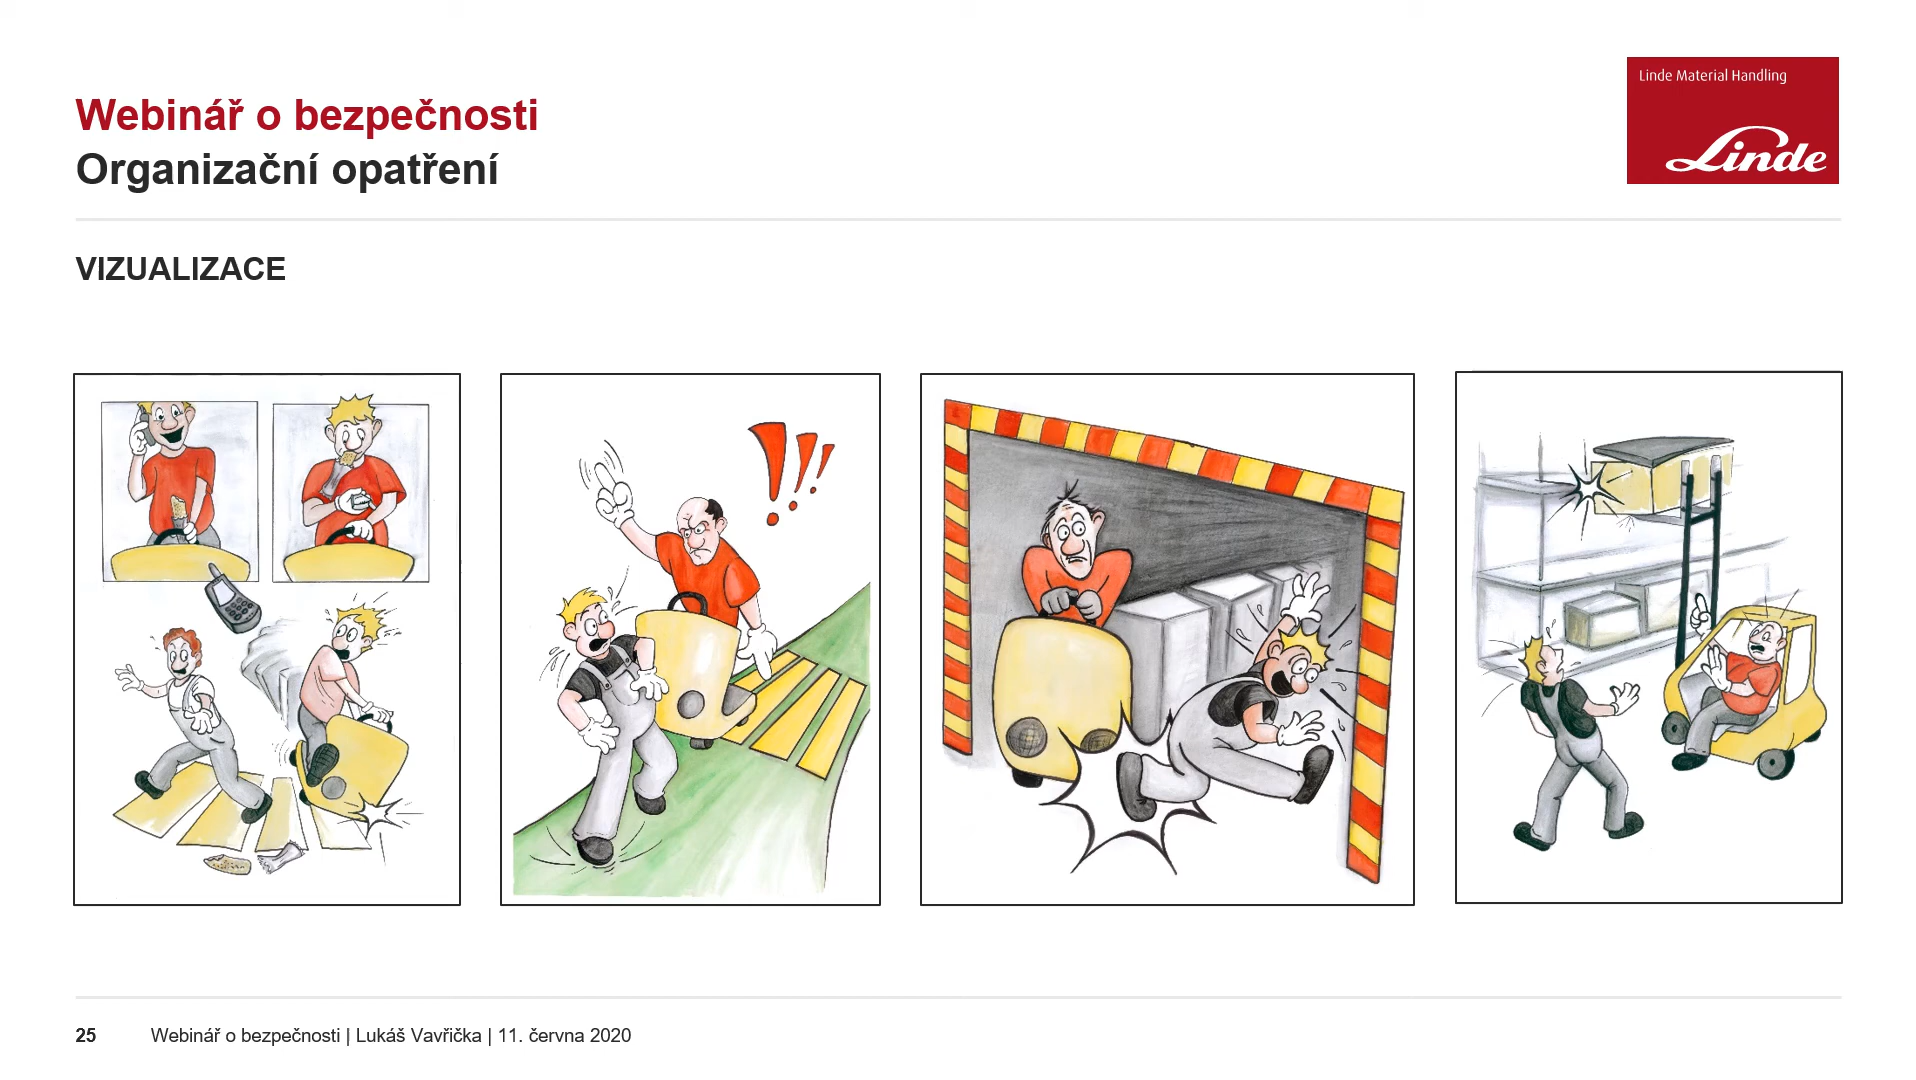 Linde Material Handling
Linde
Webinář o bezpečnosti
Organizační opatření
VIZUALIZACE
25 Webinář o bezpečnosti | Lukáš Vavřička | 11. června 2020